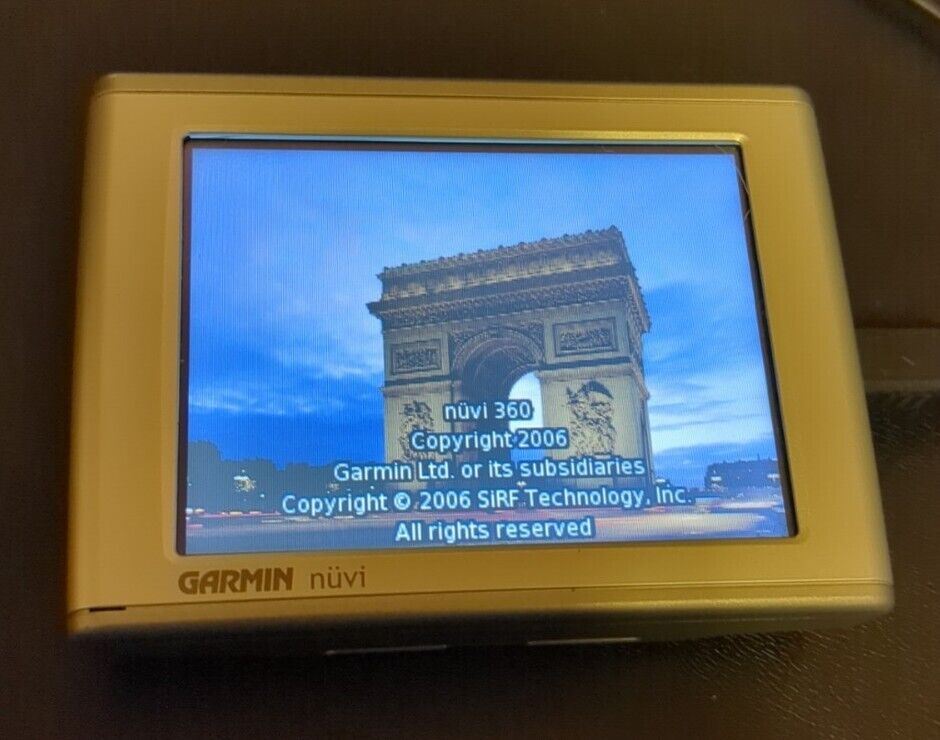 nüvi 360
Copyright 2006
Garmin Ltd. or its subsidiaries
Copyright © 2006 SiRF Technology, Inc.
All rights reserved
GARMIN nüvi